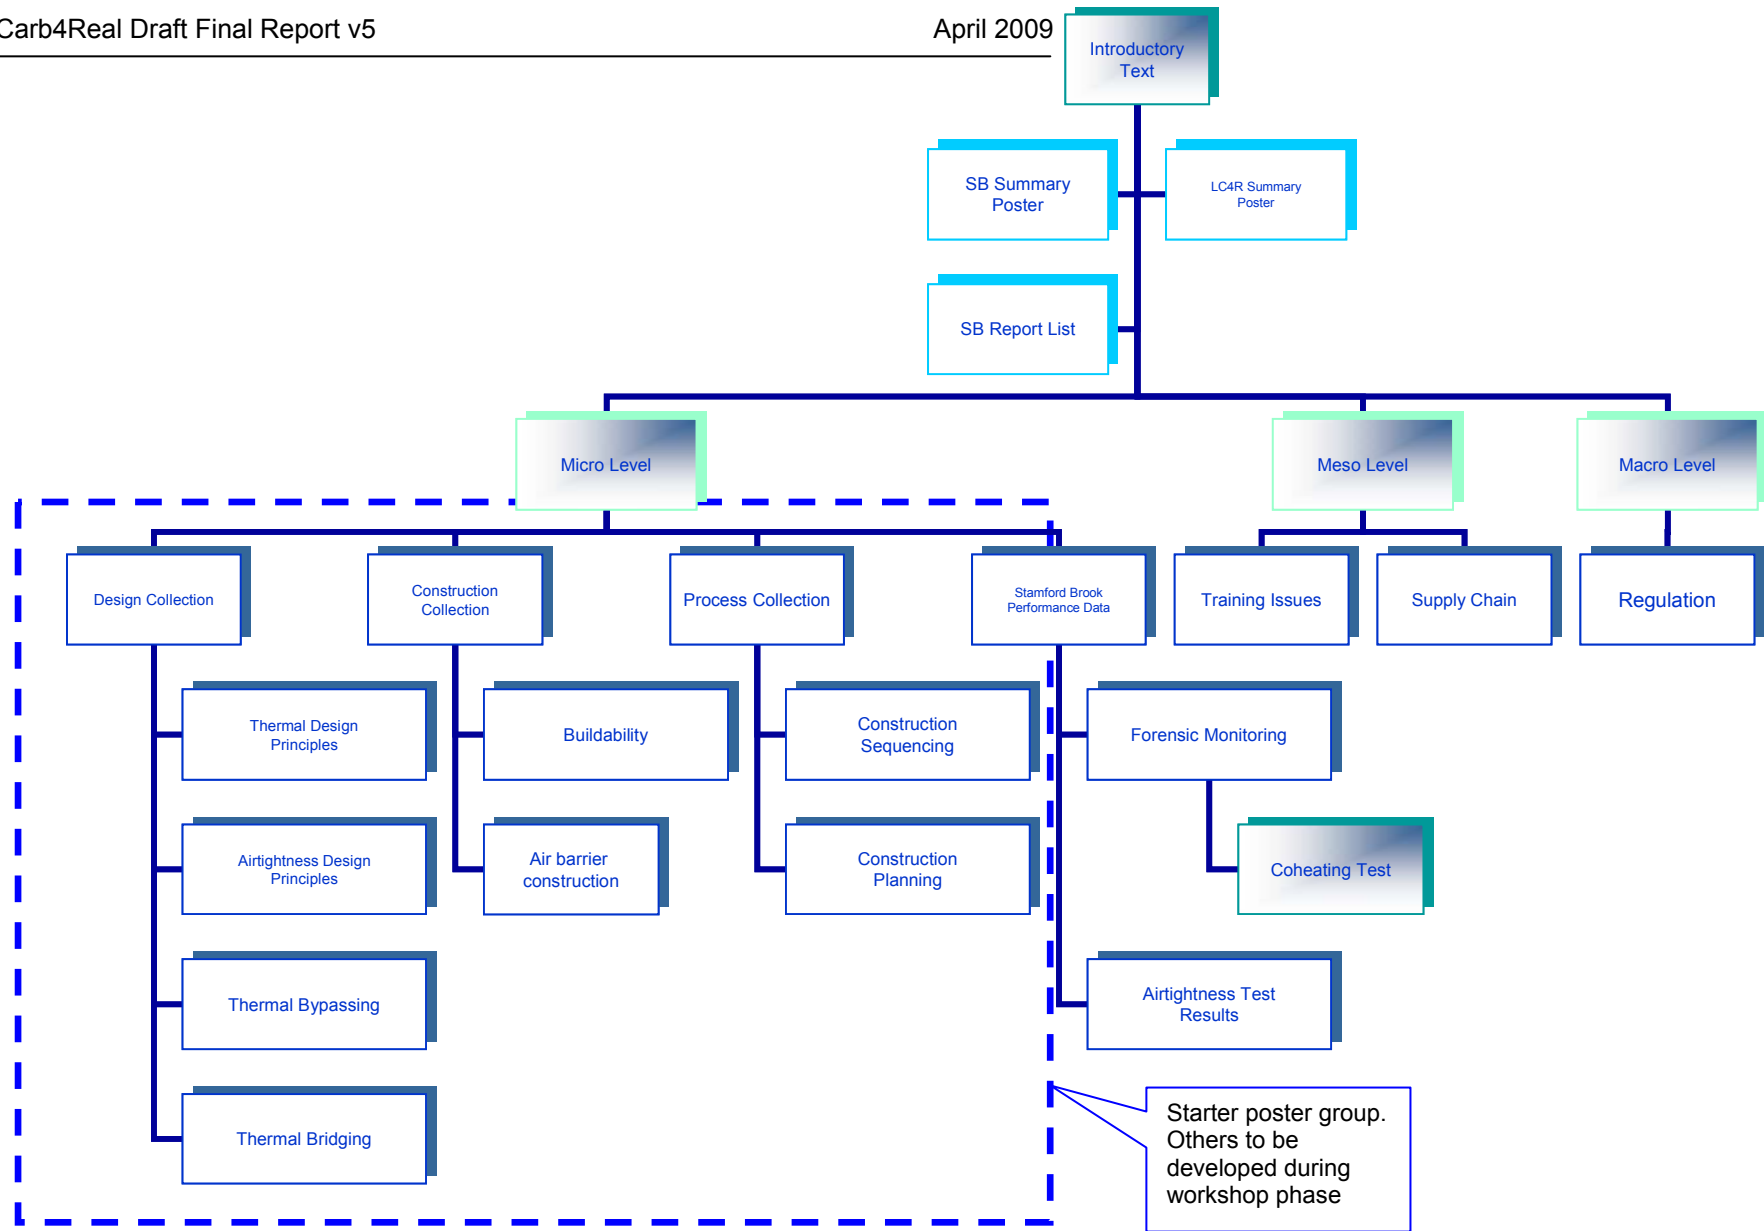 Carb4Real Draft Final Report v5
April 2009
Introductory
Text
SB Summary
Poster
LC4R Summary
Poster
SB Report List
Micro Level
Meso Level
Macro Level
Design Collection
Construction
Collection
Process Collection
Stamford Brook
Performance Data
Training Issues
Supply Chain
Regulation
Thermal Design
Principles
Buildability
Construction
Sequencing
Forensic Monitoring
Airtightness Design
Principles
Air barrier
construction
Construction
Planning
Coheating Test
Thermal Bypassing
Airtightness Test
Results
Thermal Bridging
Starter poster group.
Others to be
developed during
workshop phase